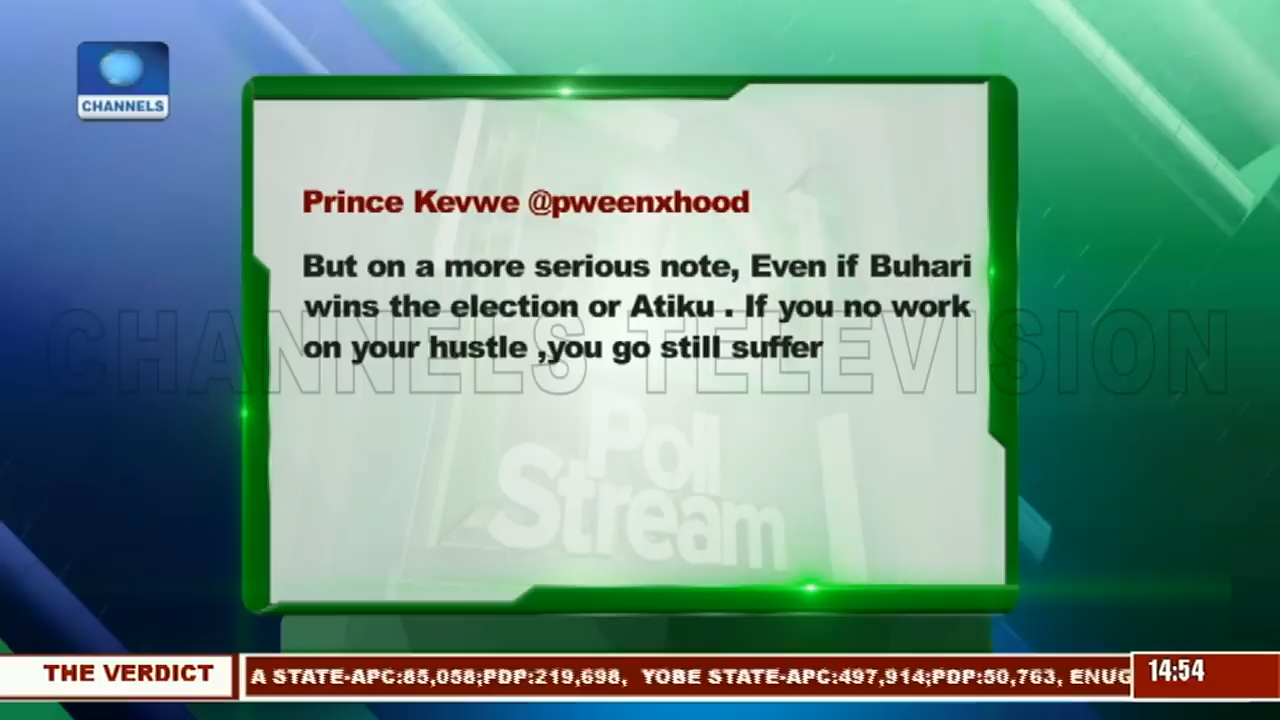 CHANNELS
Prince Kevwe @pweenxhood
But on a more serious note, Even if Buhari
wins the election or Atiku . If you no work
on your hustle ,you go still suffer
CHANNELS TELEVISION
Poll
Stream
THE VERDICT
A STATE-APC:85,058;PDP:219,698, YOBE STATE-APC:497,914;PDP:50,763, ENUG
14:54